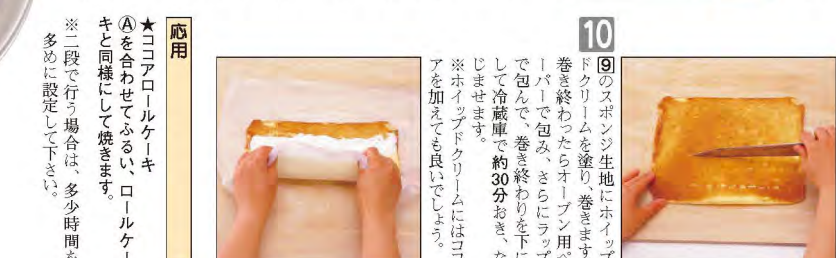 10
9のスポンジ生地にホイップ
ドクリームを塗り、巻きます
巻き終わったらオーブン用ペ
ーパーで包み、さらにラップ
で包んで、巻き終わりを下に
して冷蔵庫で約30分おき、な
じませます。
※ホイップドクリームにはココ
アを加えても良いでしょう。
応用
★ココアロールケーキ
Ⓐを合わせてふるい、ロールケー
キと同様にして焼きます。
※二段で行う場合は、多少時間を
多めに設定して下さい。